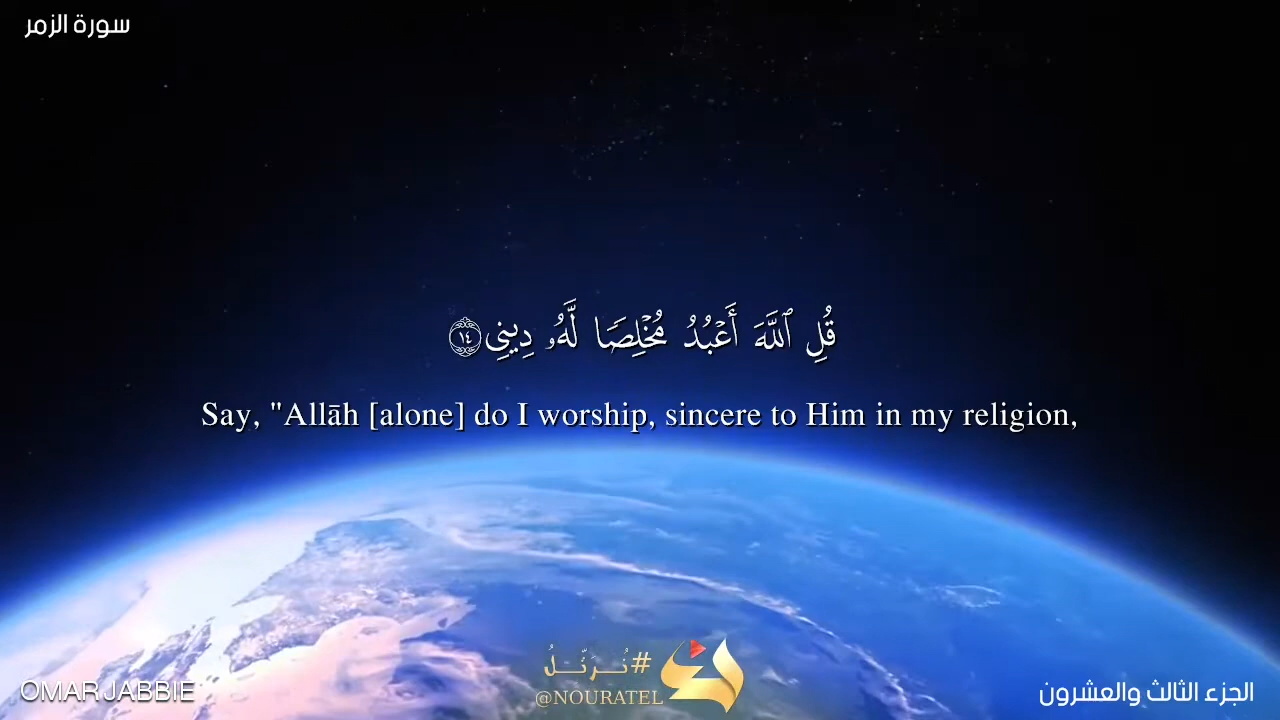 سورة الزمر
قُلِ ٱللَّهَ أَعۡبُدُ مُخۡلِصٗا لَّهُۥ دِينِي ١٤
Say, "Allāh [alone] do I worship, sincere to Him in my religion,
#نُرَتِّلُ
@NOURATEL
OMAR JABBIE
الجزء الثالث والعشرون